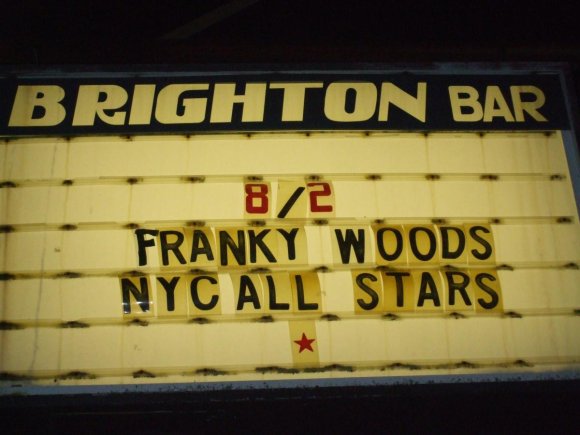 BRIGHTON BAR
8/2
FRANKY WOODS
NYC ALL STARS